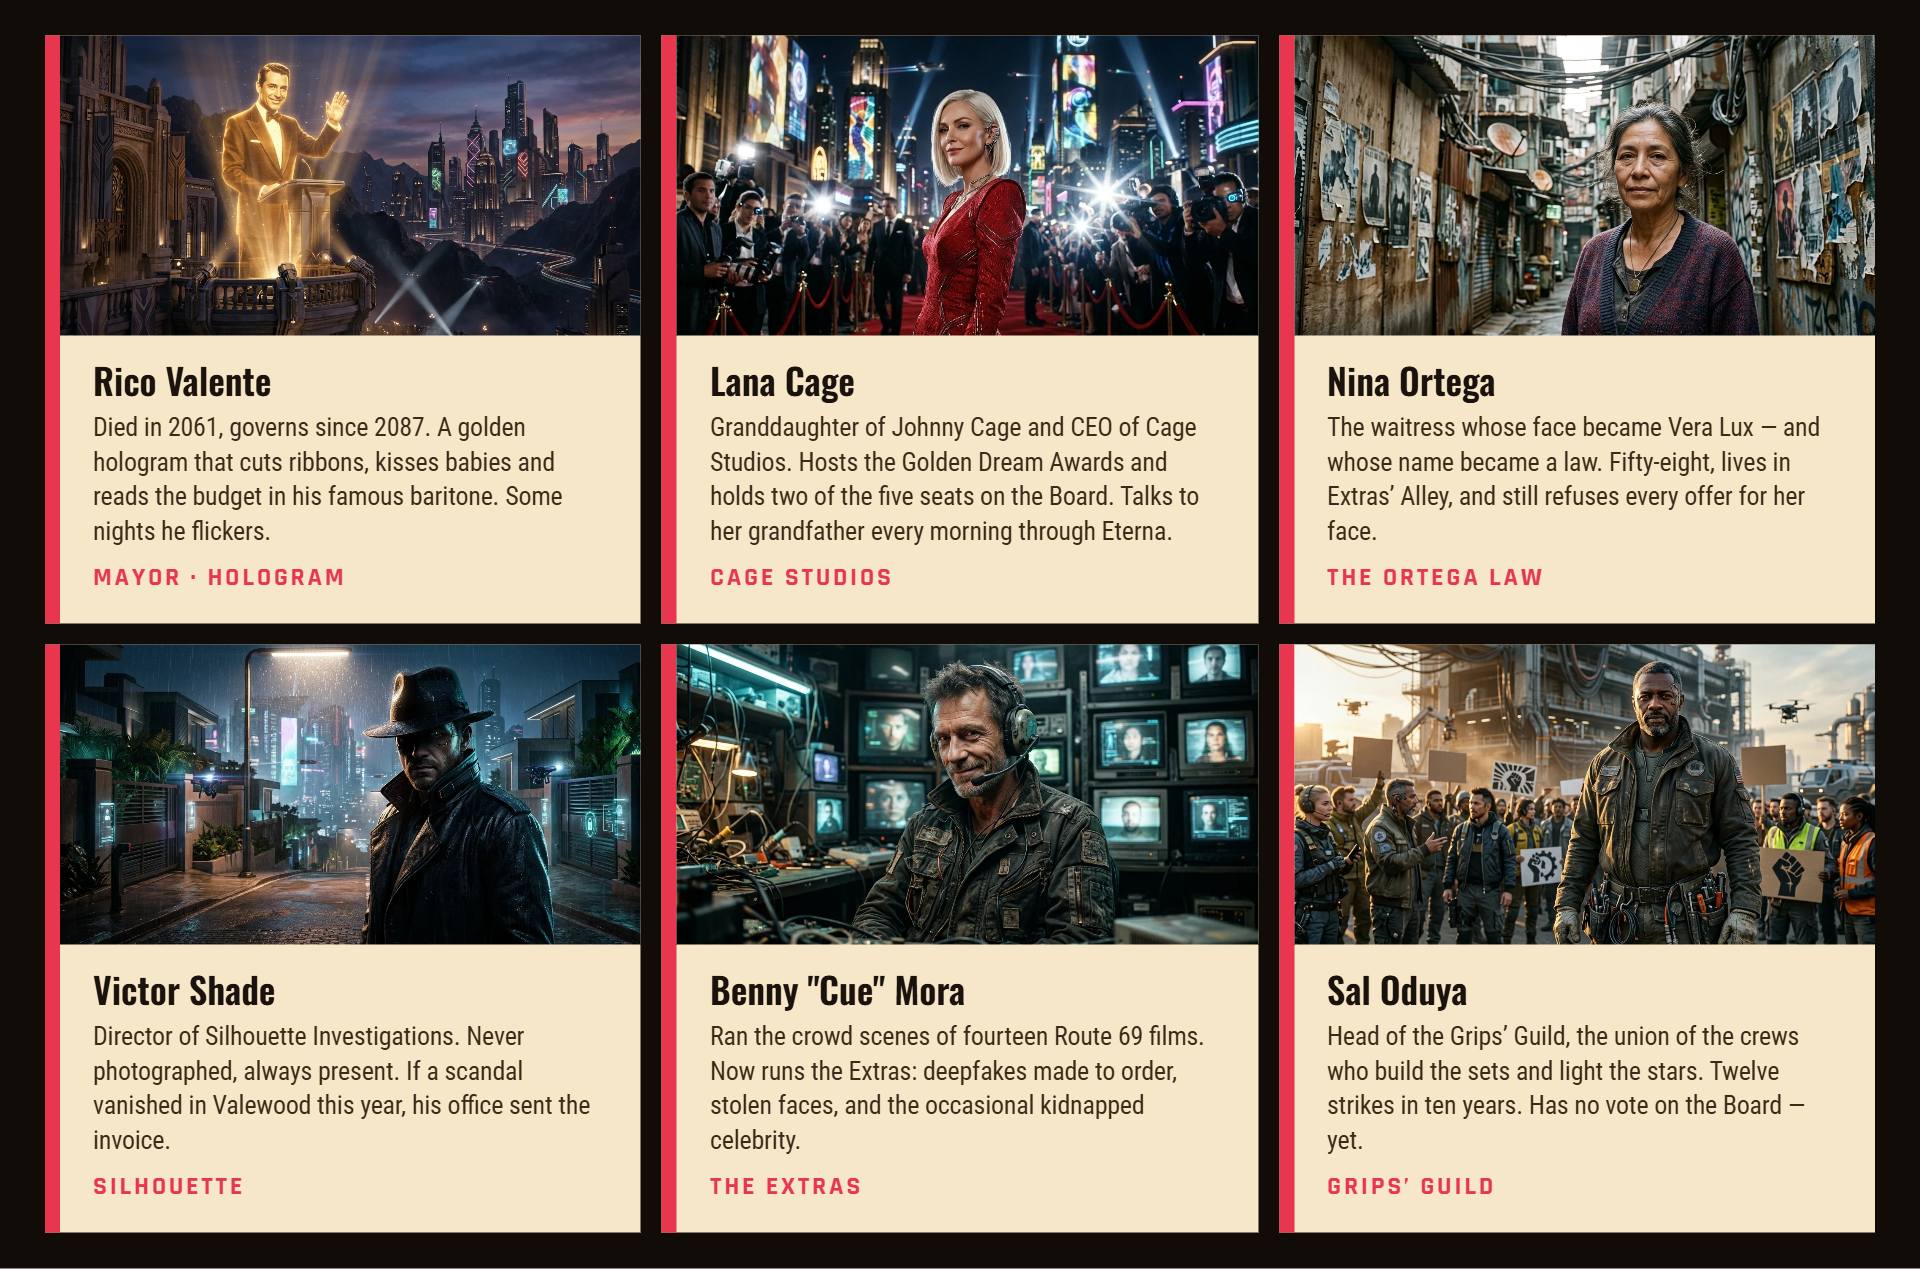 Rico Valente
Died in 2061, governs since 2087. A golden
hologram that cuts ribbons, kisses babies and
reads the budget in his famous baritone. Some
nights he flickers.
MAYOR · HOLOGRAM
Lana Cage
Granddaughter of Johnny Cage and CEO of Cage
Studios. Hosts the Golden Dream Awards and
holds two of the five seats on the Board. Talks to
her grandfather every morning through Eterna.
CAGE STUDIOS
Nina Ortega
The waitress whose face became Vera Lux — and
whose name became a law. Fifty-eight, lives in
Extras’ Alley, and still refuses every offer for her
face.
THE ORTEGA LAW
Victor Shade
Director of Silhouette Investigations. Never
photographed, always present. If a scandal
vanished in Valewood this year, his office sent the
invoice.
SILHOUETTE
Benny "Cue" Mora
Ran the crowd scenes of fourteen Route 69 films.
Now runs the Extras: deepfakes made to order,
stolen faces, and the occasional kidnapped
celebrity.
THE EXTRAS
Sal Oduya
Head of the Grips’ Guild, the union of the crews
who build the sets and light the stars. Twelve
strikes in ten years. Has no vote on the Board —
yet.
GRIPS’ GUILD